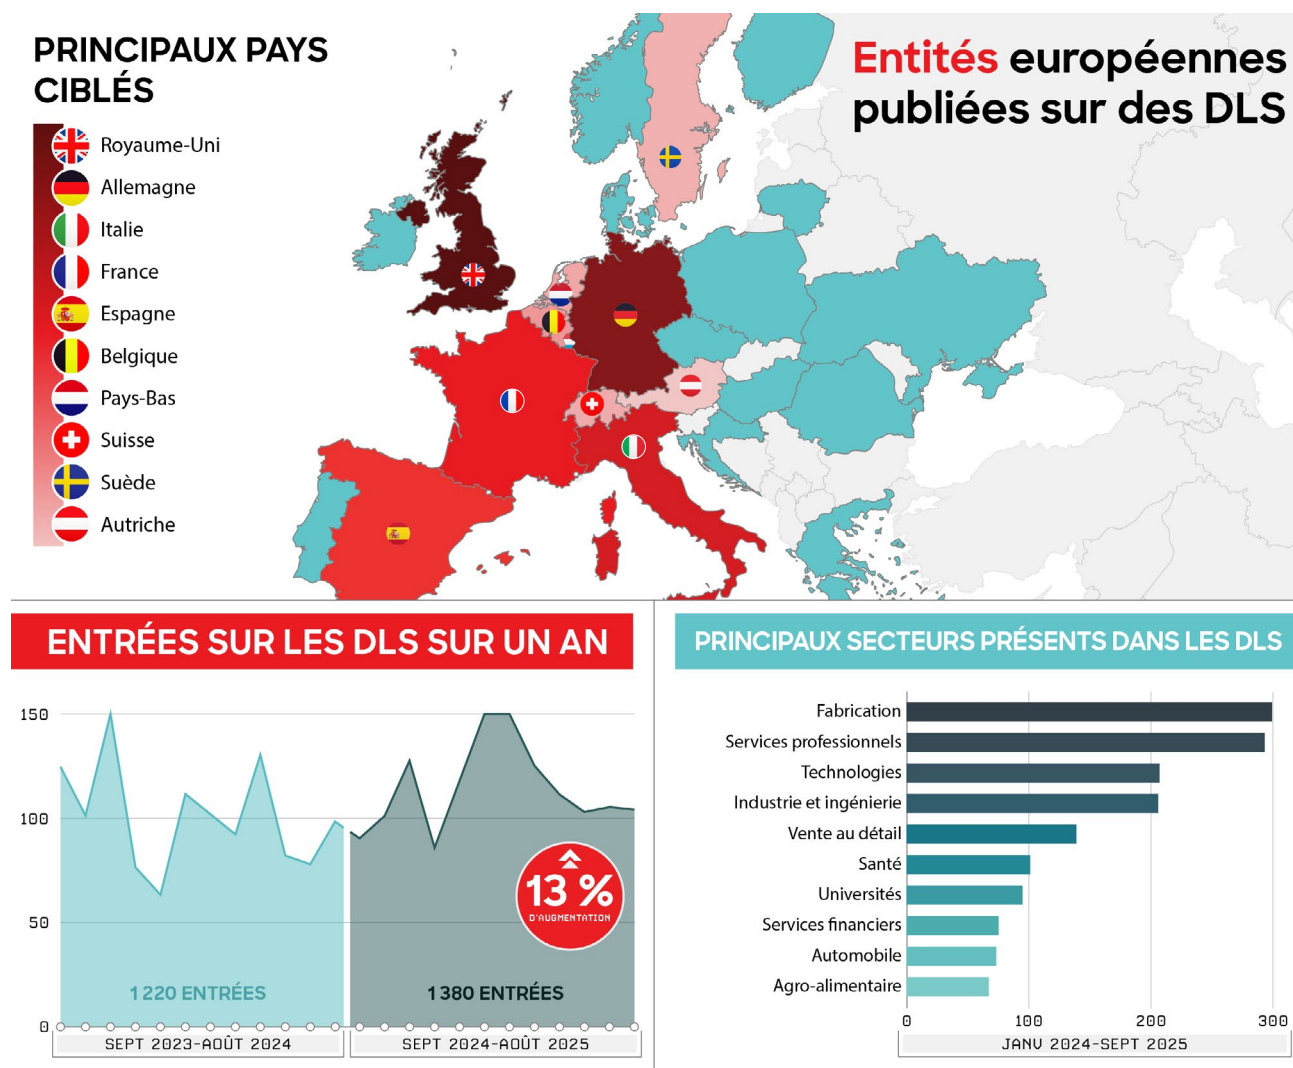 PRINCIPAUX PAYS
CIBLÉS
Royaume-Uni
Allemagne
Italie
France
Espagne
Belgique
Pays-Bas
Suisse
Suède
Autriche
Entités européennes
publiées sur des DLS
ENTRÉES SUR LES DLS SUR UN AN
150
100
50
0
13 %
D'AUGMENTATION
1 220 ENTRÉES
1 380 ENTRÉES
SEPT 2023-AOÛT 2024
SEPT 2024-AOÛT 2025
PRINCIPAUX SECTEURS PRÉSENTS DANS LES DLS
Fabrication
Services professionnels
Technologies
Industrie et ingénierie
Vente au détail
Santé
Universités
Services financiers
Automobile
Agro-alimentaire
0 100 200 300
JANV 2024-SEPT 2025